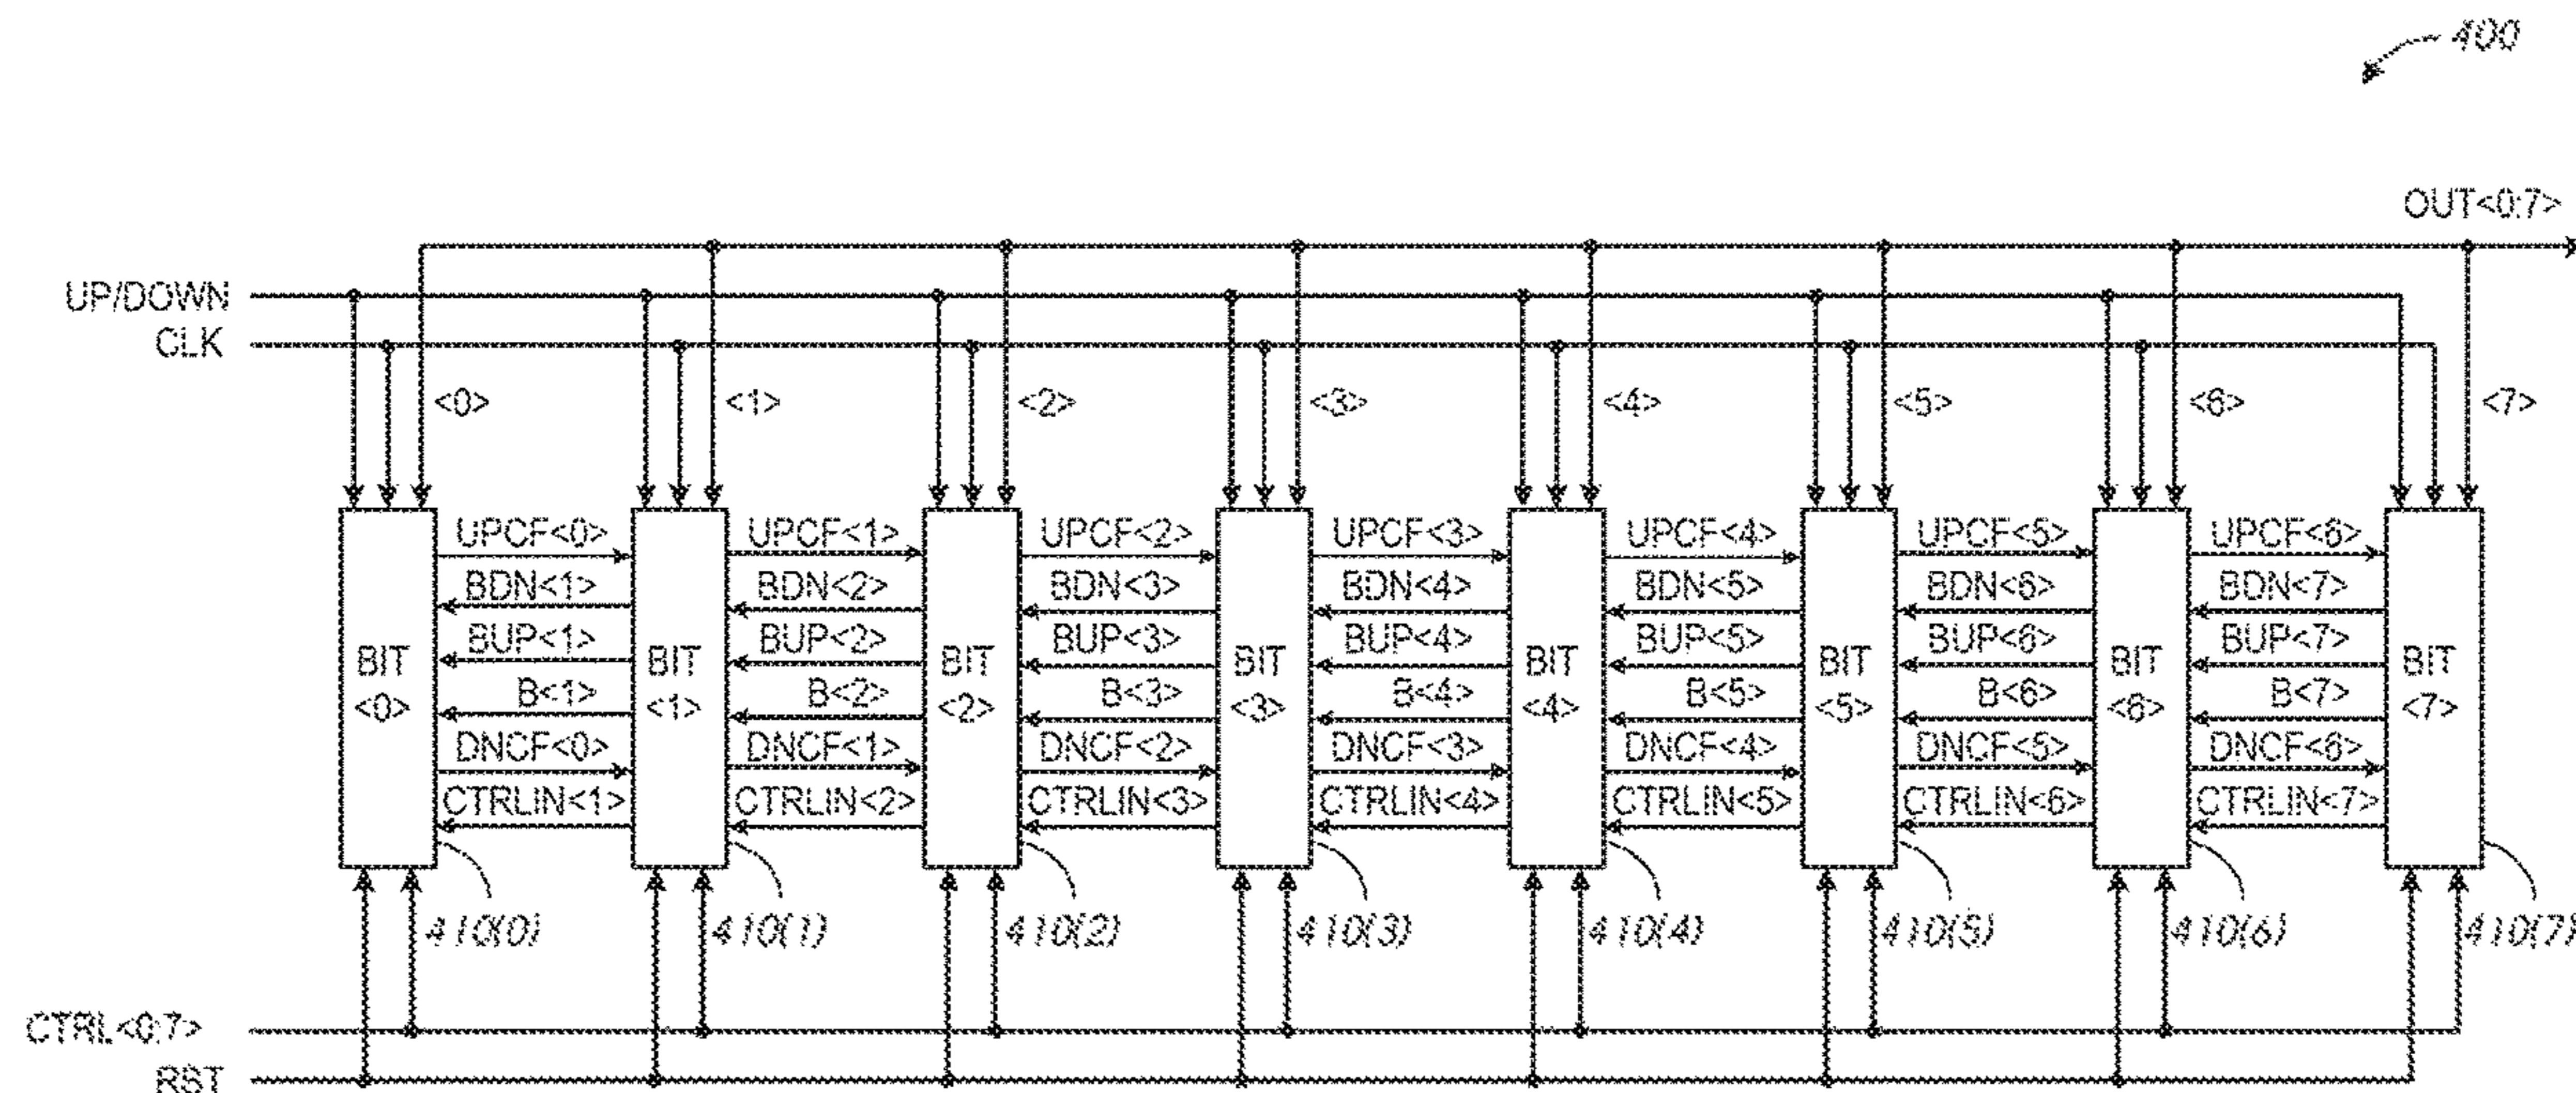 400
OUT<0:7>
UP/DOWN
CLK
<0> <1> <2> <3> <4> <5> <6> <7>
UPCF<0> UPCF<1> UPCF<2> UPCF<3> UPCF<4> UPCF<5> UPCF<6>
BDN<1> BDN<2> BDN<3> BDN<4> BDN<5> BDN<6> BDN<7>
BUP<1> BUP<2> BUP<3> BUP<4> BUP<5> BUP<6> BUP<7>
BIT BIT BIT BIT BIT BIT BIT BIT
B<1> B<2> B<3> B<4> B<5> B<6> B<7>
<0> <1> <2> <3> <4> <5> <6> <7>
DNCF<0> DNCF<1> DNCF<2> DNCF<3> DNCF<4> DNCF<5> DNCF<6>
CTRLIN<1> CTRLIN<2> CTRLIN<3> CTRLIN<4> CTRLIN<5> CTRLIN<6> CTRLIN<7>
410(0) 410(1) 410(2) 410(3) 410(4) 410(5) 410(6) 410(7)
CTRL<0:7>
RST